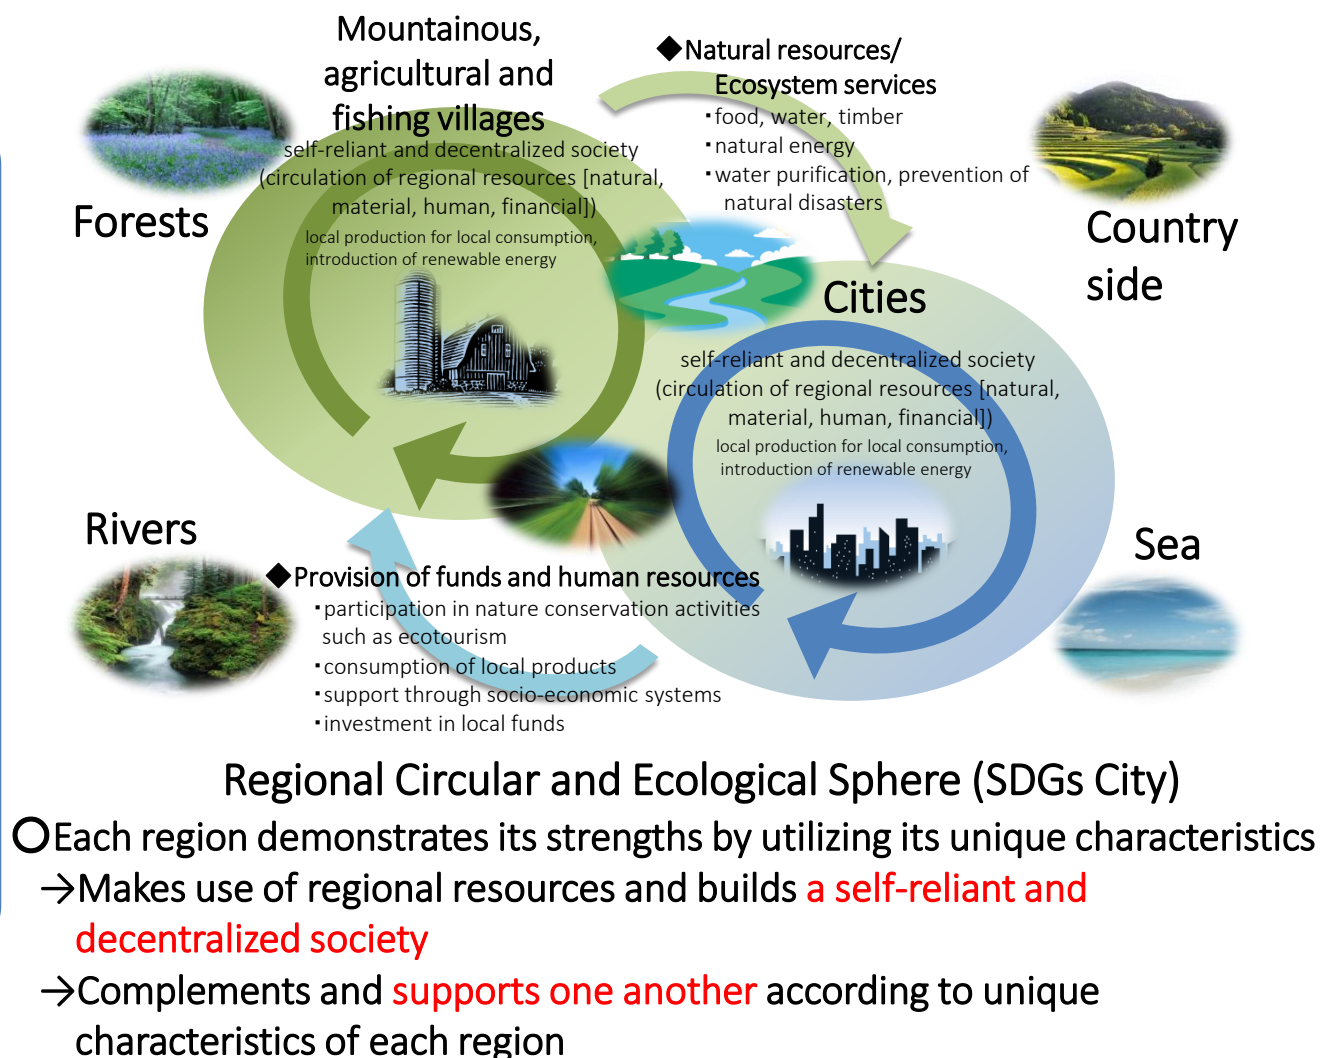 Mountainous,
agricultural and
fishing villages
self-reliant and decentralized society
(circulation of regional resources [natural,
material, human, financial])
local production for local consumption,
introduction of renewable energy
◆Natural resources/
Ecosystem services
・food, water, timber
・natural energy
・water purification, prevention of
natural disasters
Forests
Country
side
Cities
self-reliant and decentralized society
(circulation of regional resources [natural,
material, human, financial])
local production for local consumption,
introduction of renewable energy
Rivers
Sea
◆Provision of funds and human resources
・participation in nature conservation activities
such as ecotourism
・consumption of local products
・support through socio-economic systems
・investment in local funds
Regional Circular and Ecological Sphere (SDGs City)
○Each region demonstrates its strengths by utilizing its unique characteristics
→Makes use of regional resources and builds a self-reliant and
decentralized society
→Complements and supports one another according to unique
characteristics of each region